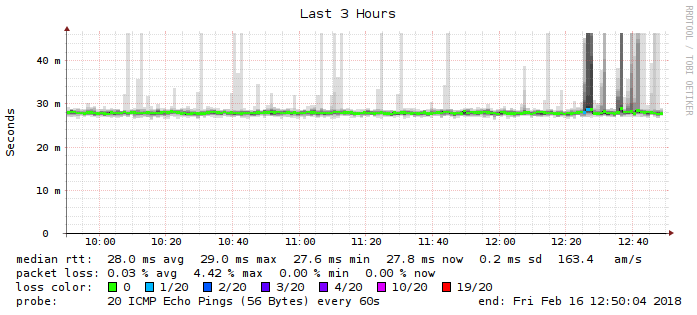 Last 3 Hours
RRDTOOL / TOBI OETIKER
Seconds
40 m
30 m
20 m
10 m
0
10:00 10:20 10:40 11:00 11:20 11:40 12:00 12:20 12:40
median rtt: 28.0 ms avg 29.0 ms max 27.6 ms min 27.8 ms now 0.2 ms sd 163.4 am/s
packet loss: 0.03 % avg 4.42 % max 0.00 % min 0.00 % now
loss color: 0 1/20 2/20 3/20 4/20 10/20 19/20
probe: 20 ICMP Echo Pings (56 Bytes) every 60s end: Fri Feb 16 12:50:04 2018